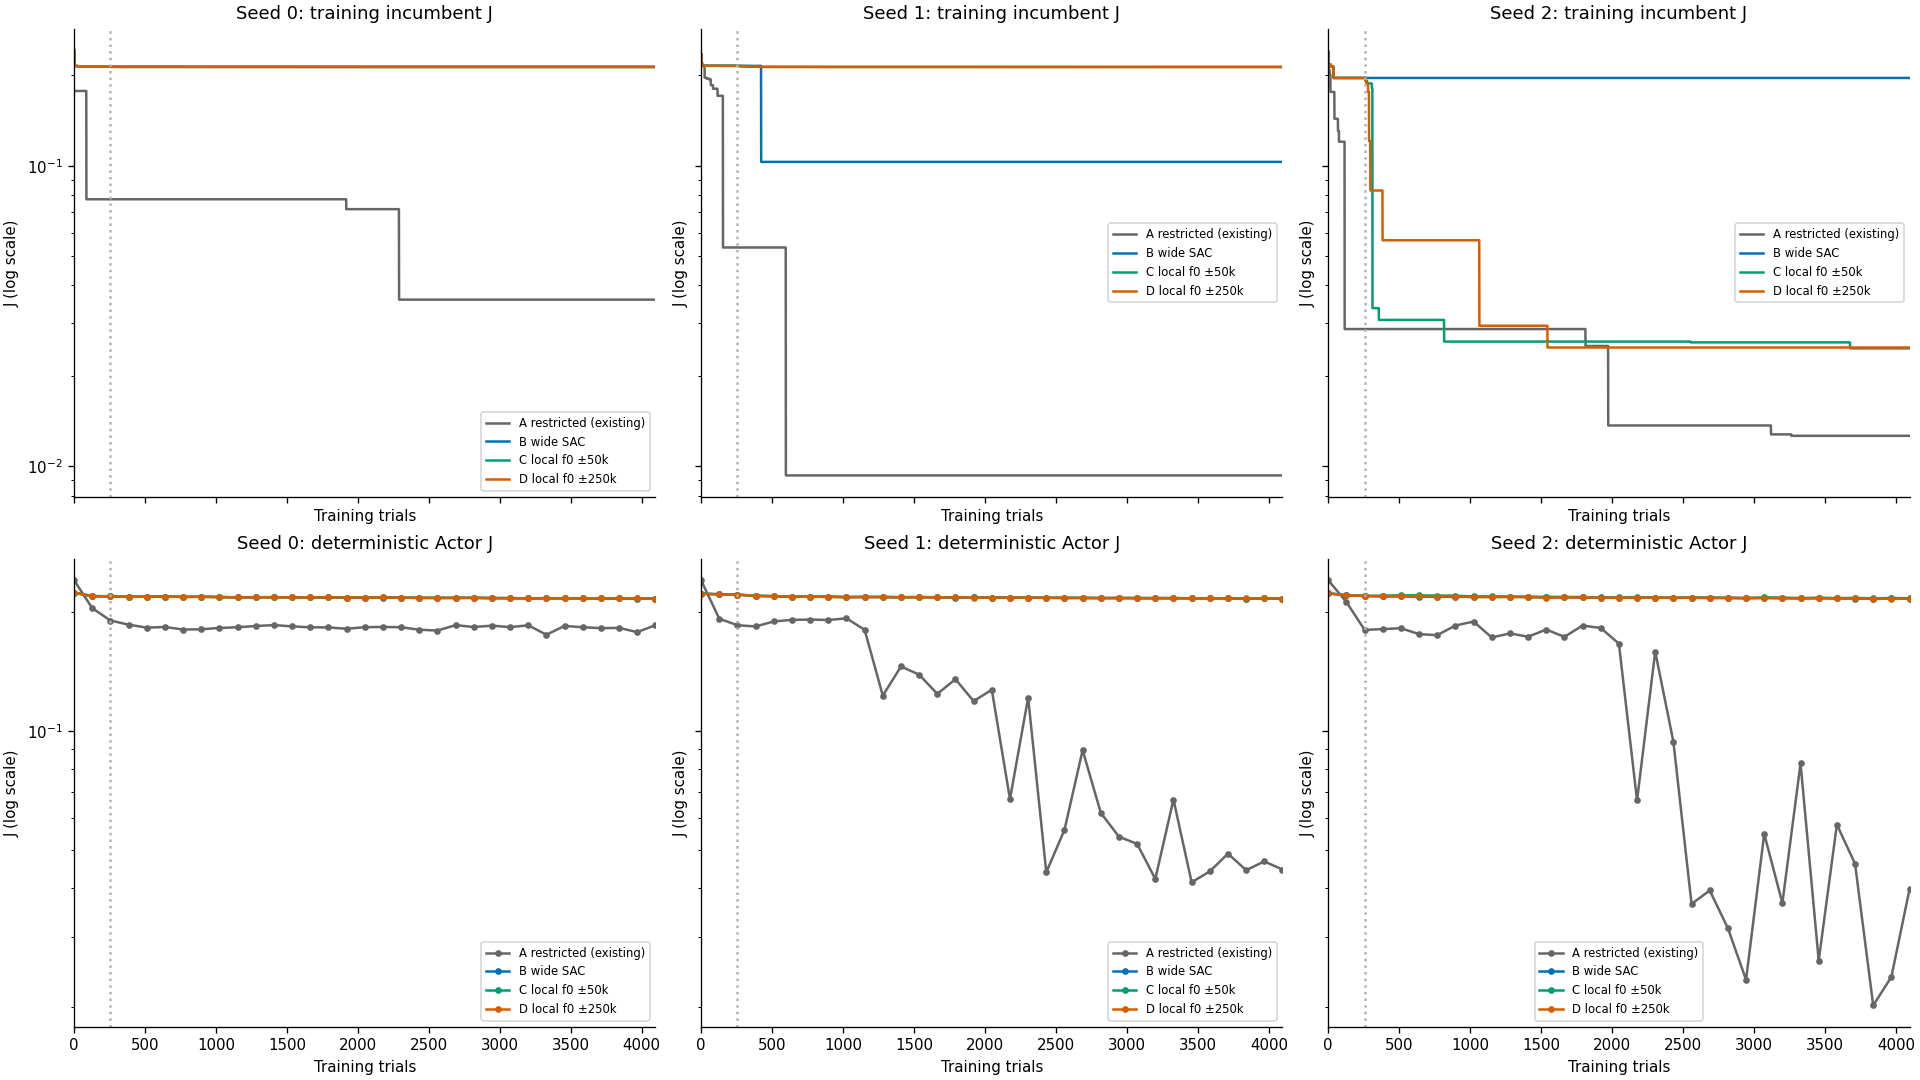 Seed 0: training incumbent J
J (log scale)
10⁻¹
10⁻²
A restricted (existing)
B wide SAC
C local f0 ±50k
D local f0 ±250k
Training trials
Seed 1: training incumbent J
J (log scale)
A restricted (existing)
B wide SAC
C local f0 ±50k
D local f0 ±250k
Training trials
Seed 2: training incumbent J
J (log scale)
A restricted (existing)
B wide SAC
C local f0 ±50k
D local f0 ±250k
Training trials
Seed 0: deterministic Actor J
J (log scale)
10⁻¹
A restricted (existing)
B wide SAC
C local f0 ±50k
D local f0 ±250k
0 500 1000 1500 2000 2500 3000 3500 4000
Training trials
Seed 1: deterministic Actor J
J (log scale)
A restricted (existing)
B wide SAC
C local f0 ±50k
D local f0 ±250k
0 500 1000 1500 2000 2500 3000 3500 4000
Training trials
Seed 2: deterministic Actor J
J (log scale)
A restricted (existing)
B wide SAC
C local f0 ±50k
D local f0 ±250k
0 500 1000 1500 2000 2500 3000 3500 4000
Training trials